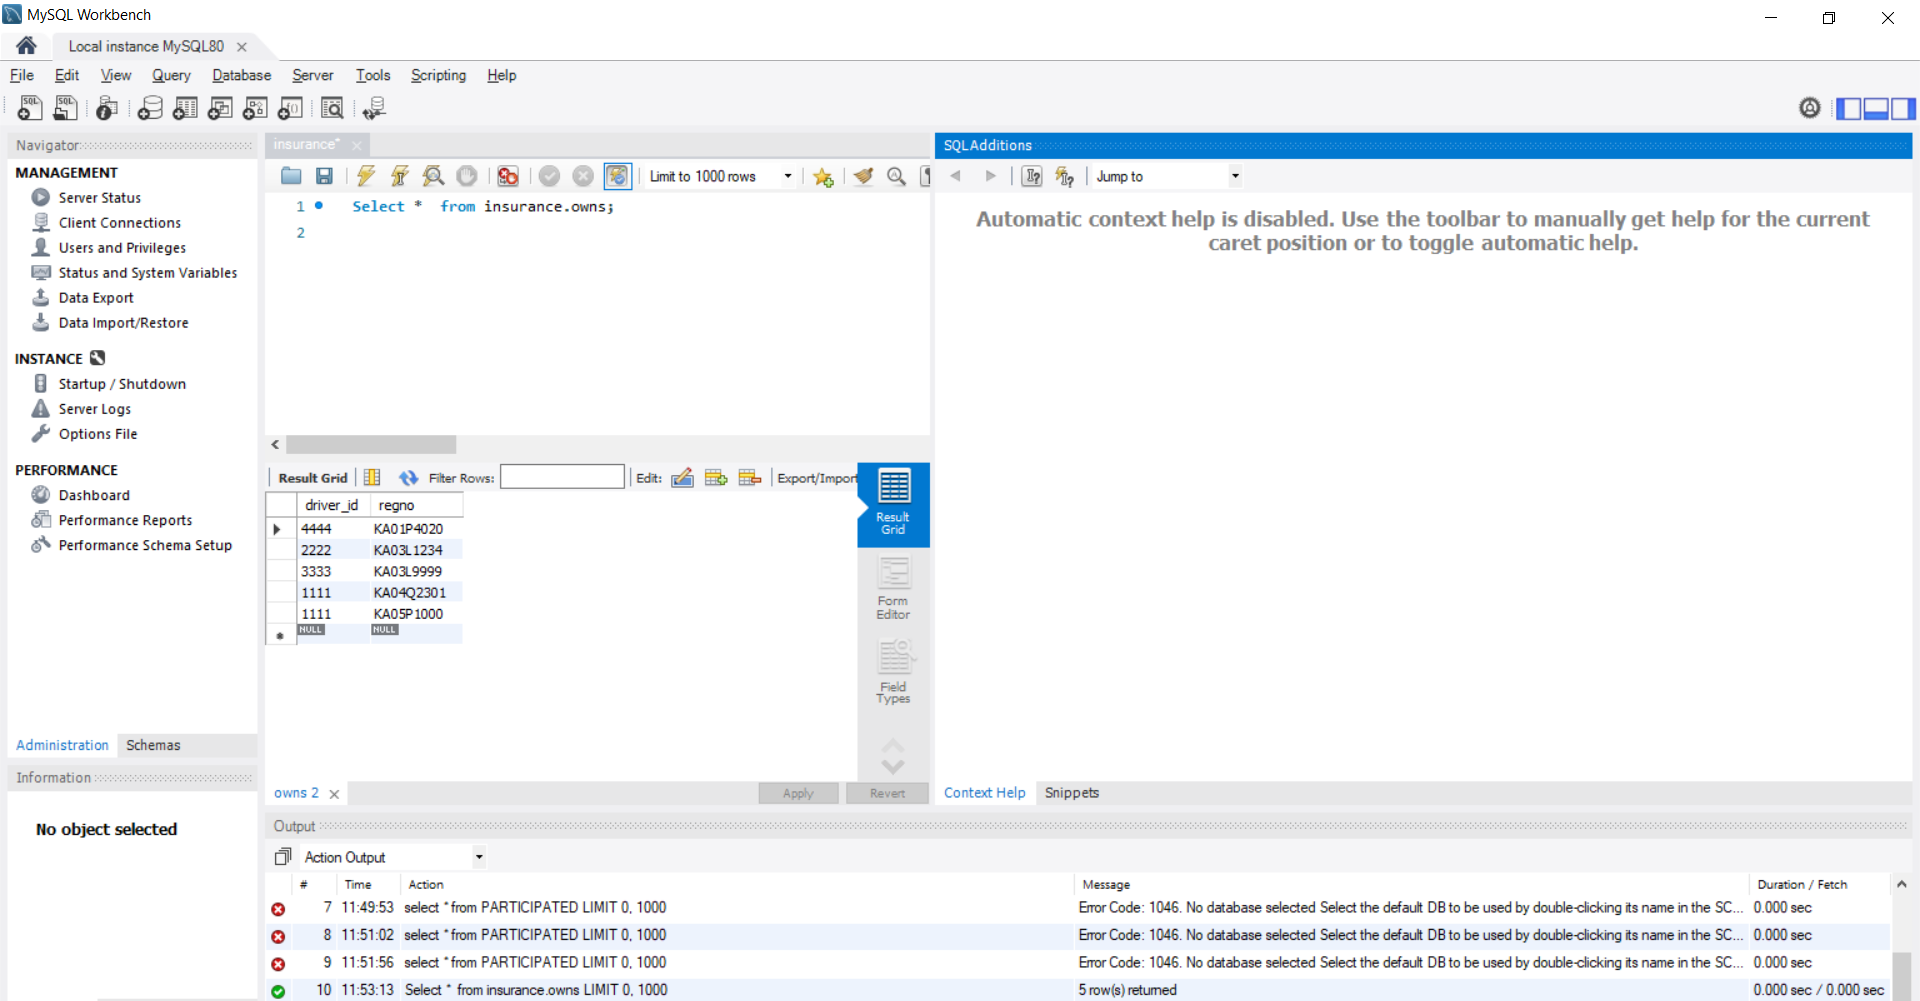 MySQL Workbench
Local instance MySQL80
File Edit View Query Database Server Tools Scripting Help
Navigator
MANAGEMENT
Server Status
Client Connections
Users and Privileges
Status and System Variables
Data Export
Data Import/Restore
INSTANCE
Startup / Shutdown
Server Logs
Options File
PERFORMANCE
Dashboard
Performance Reports
Performance Schema Setup
Administration Schemas
Information
No object selected
insurance*
Limit to 1000 rows
1 Select * from insurance.owns;
2
Result Grid Filter Rows: Edit: Export/Import
driver_id regno
4444 KA01P4020
2222 KA03L1234
3333 KA03L9999
1111 KA04Q2301
1111 KA05P1000
NULL NULL
Result
Grid
Form
Editor
Field
Types
owns 2 Apply Revert
SQLAdditions
Jump to
Automatic context help is disabled. Use the toolbar to manually get help for the current
caret position or to toggle automatic help.
Context Help Snippets
Output
Action Output
# Time Action Message Duration / Fetch
7 11:49:53 select * from PARTICIPATED LIMIT 0, 1000 Error Code: 1046. No database selected Select the default DB to be used by double-clicking its name in the SC... 0.000 sec
8 11:51:02 select * from PARTICIPATED LIMIT 0, 1000 Error Code: 1046. No database selected Select the default DB to be used by double-clicking its name in the SC... 0.000 sec
9 11:51:56 select * from PARTICIPATED LIMIT 0, 1000 Error Code: 1046. No database selected Select the default DB to be used by double-clicking its name in the SC... 0.000 sec
10 11:53:13 Select * from insurance.owns LIMIT 0, 1000 5 row(s) returned 0.000 sec / 0.000 sec